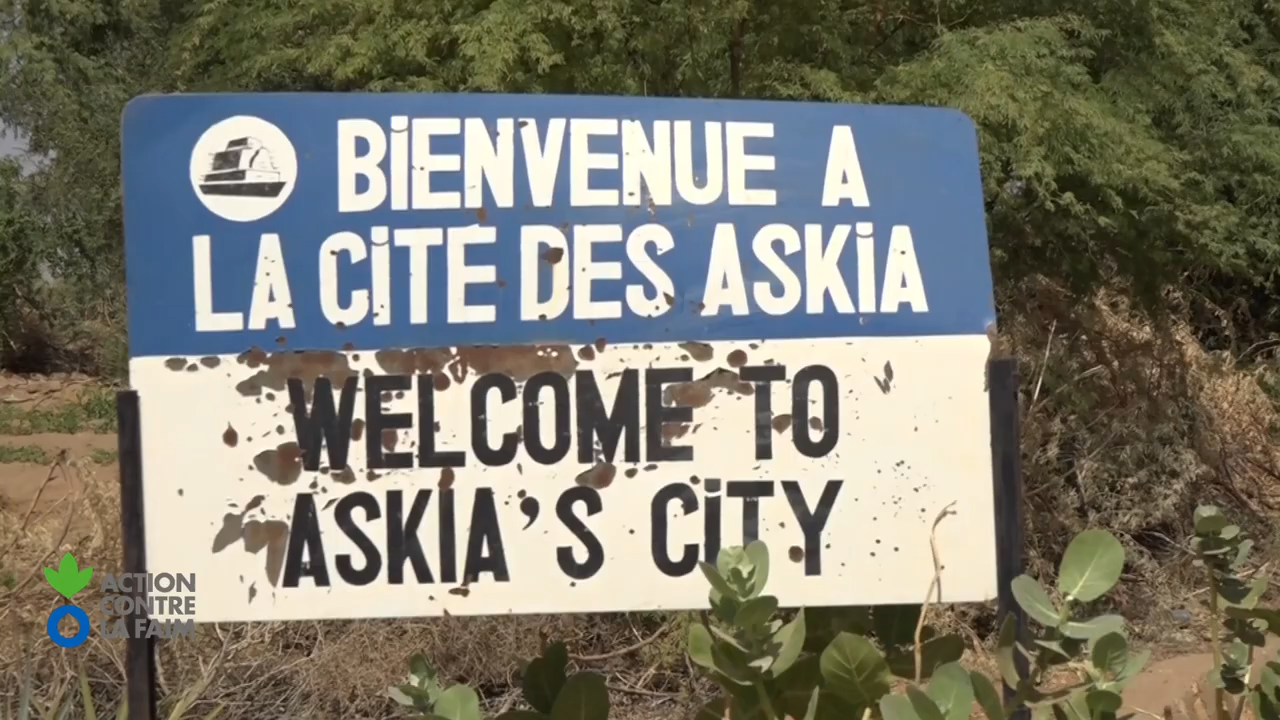 BiENVENUE A
LA CiTE DES ASKiA
WELCOME TO
ASKIA'S CiTY
ACTION
CONTRE
LA FAIM